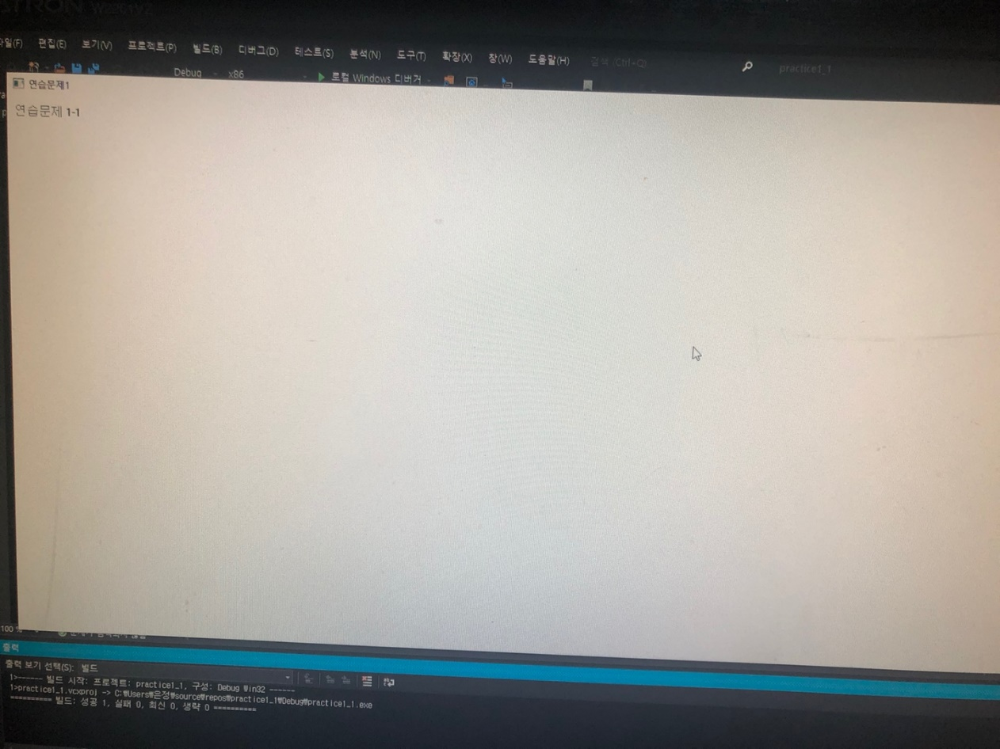 파일(F) 편집(E) 보기(V) 프로젝트(P) 빌드(B) 디버그(D) 테스트(S) 분석(N) 도구(T) 확장(X) 창(W) 도움말(H) 검색 (Ctrl+Q) practice1_1
Debug x86 로컬 Windows 디버거
연습문제1
연습문제 1-1
100 %
출력
출력 보기 선택(S): 빌드
1>------ 빌드 시작: 프로젝트: practice1_1, 구성: Debug Win32 ------
1>practice1_1.vcxproj -> C:₩Users₩은정₩source₩repos₩practice1_1₩Debug₩practice1_1.exe
========== 빌드: 성공 1, 실패 0, 최신 0, 생략 0 ==========